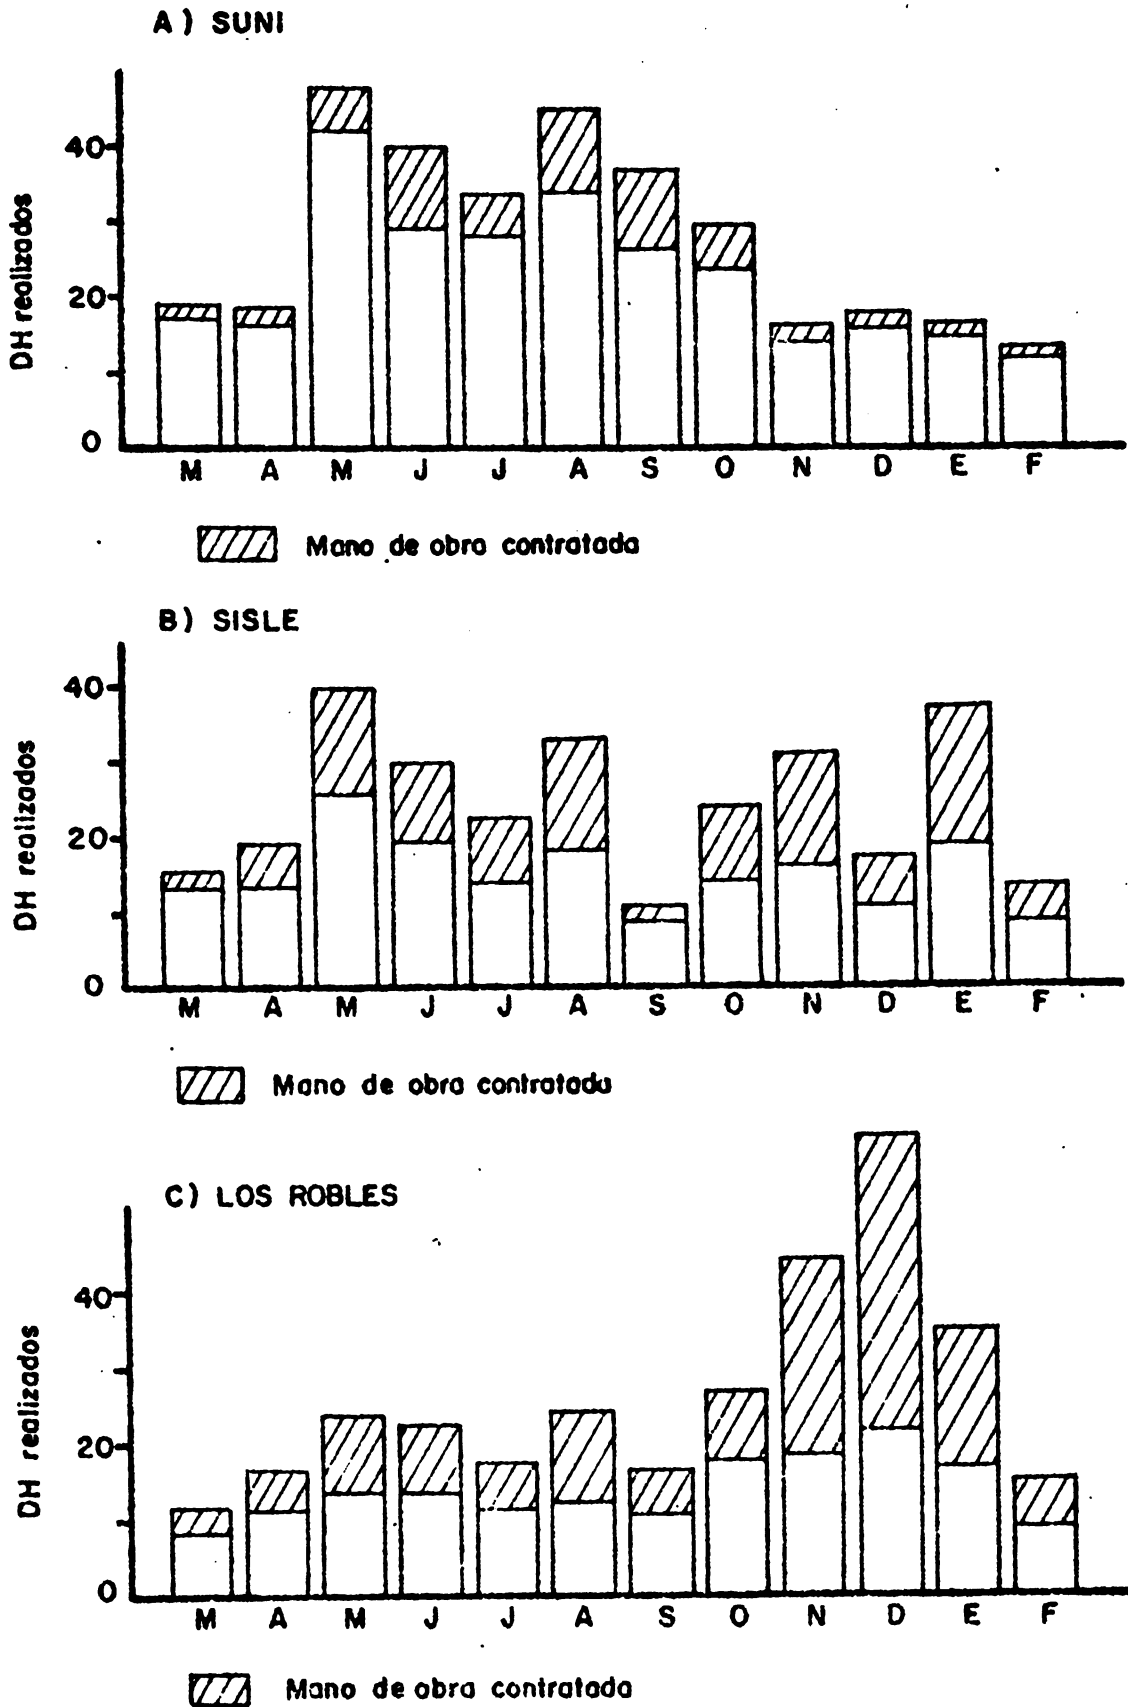 A) SUNI
DH realizados
40
20
0
M A M J J A S O N D E F
Mano de obra contratada
B) SISLE
DH realizados
40
20
0
M A M J J A S O N D E F
Mano de obra contratada
C) LOS ROBLES
DH realizados
40
20
0
M A M J J A S O N D E F
Mano de obra contratada